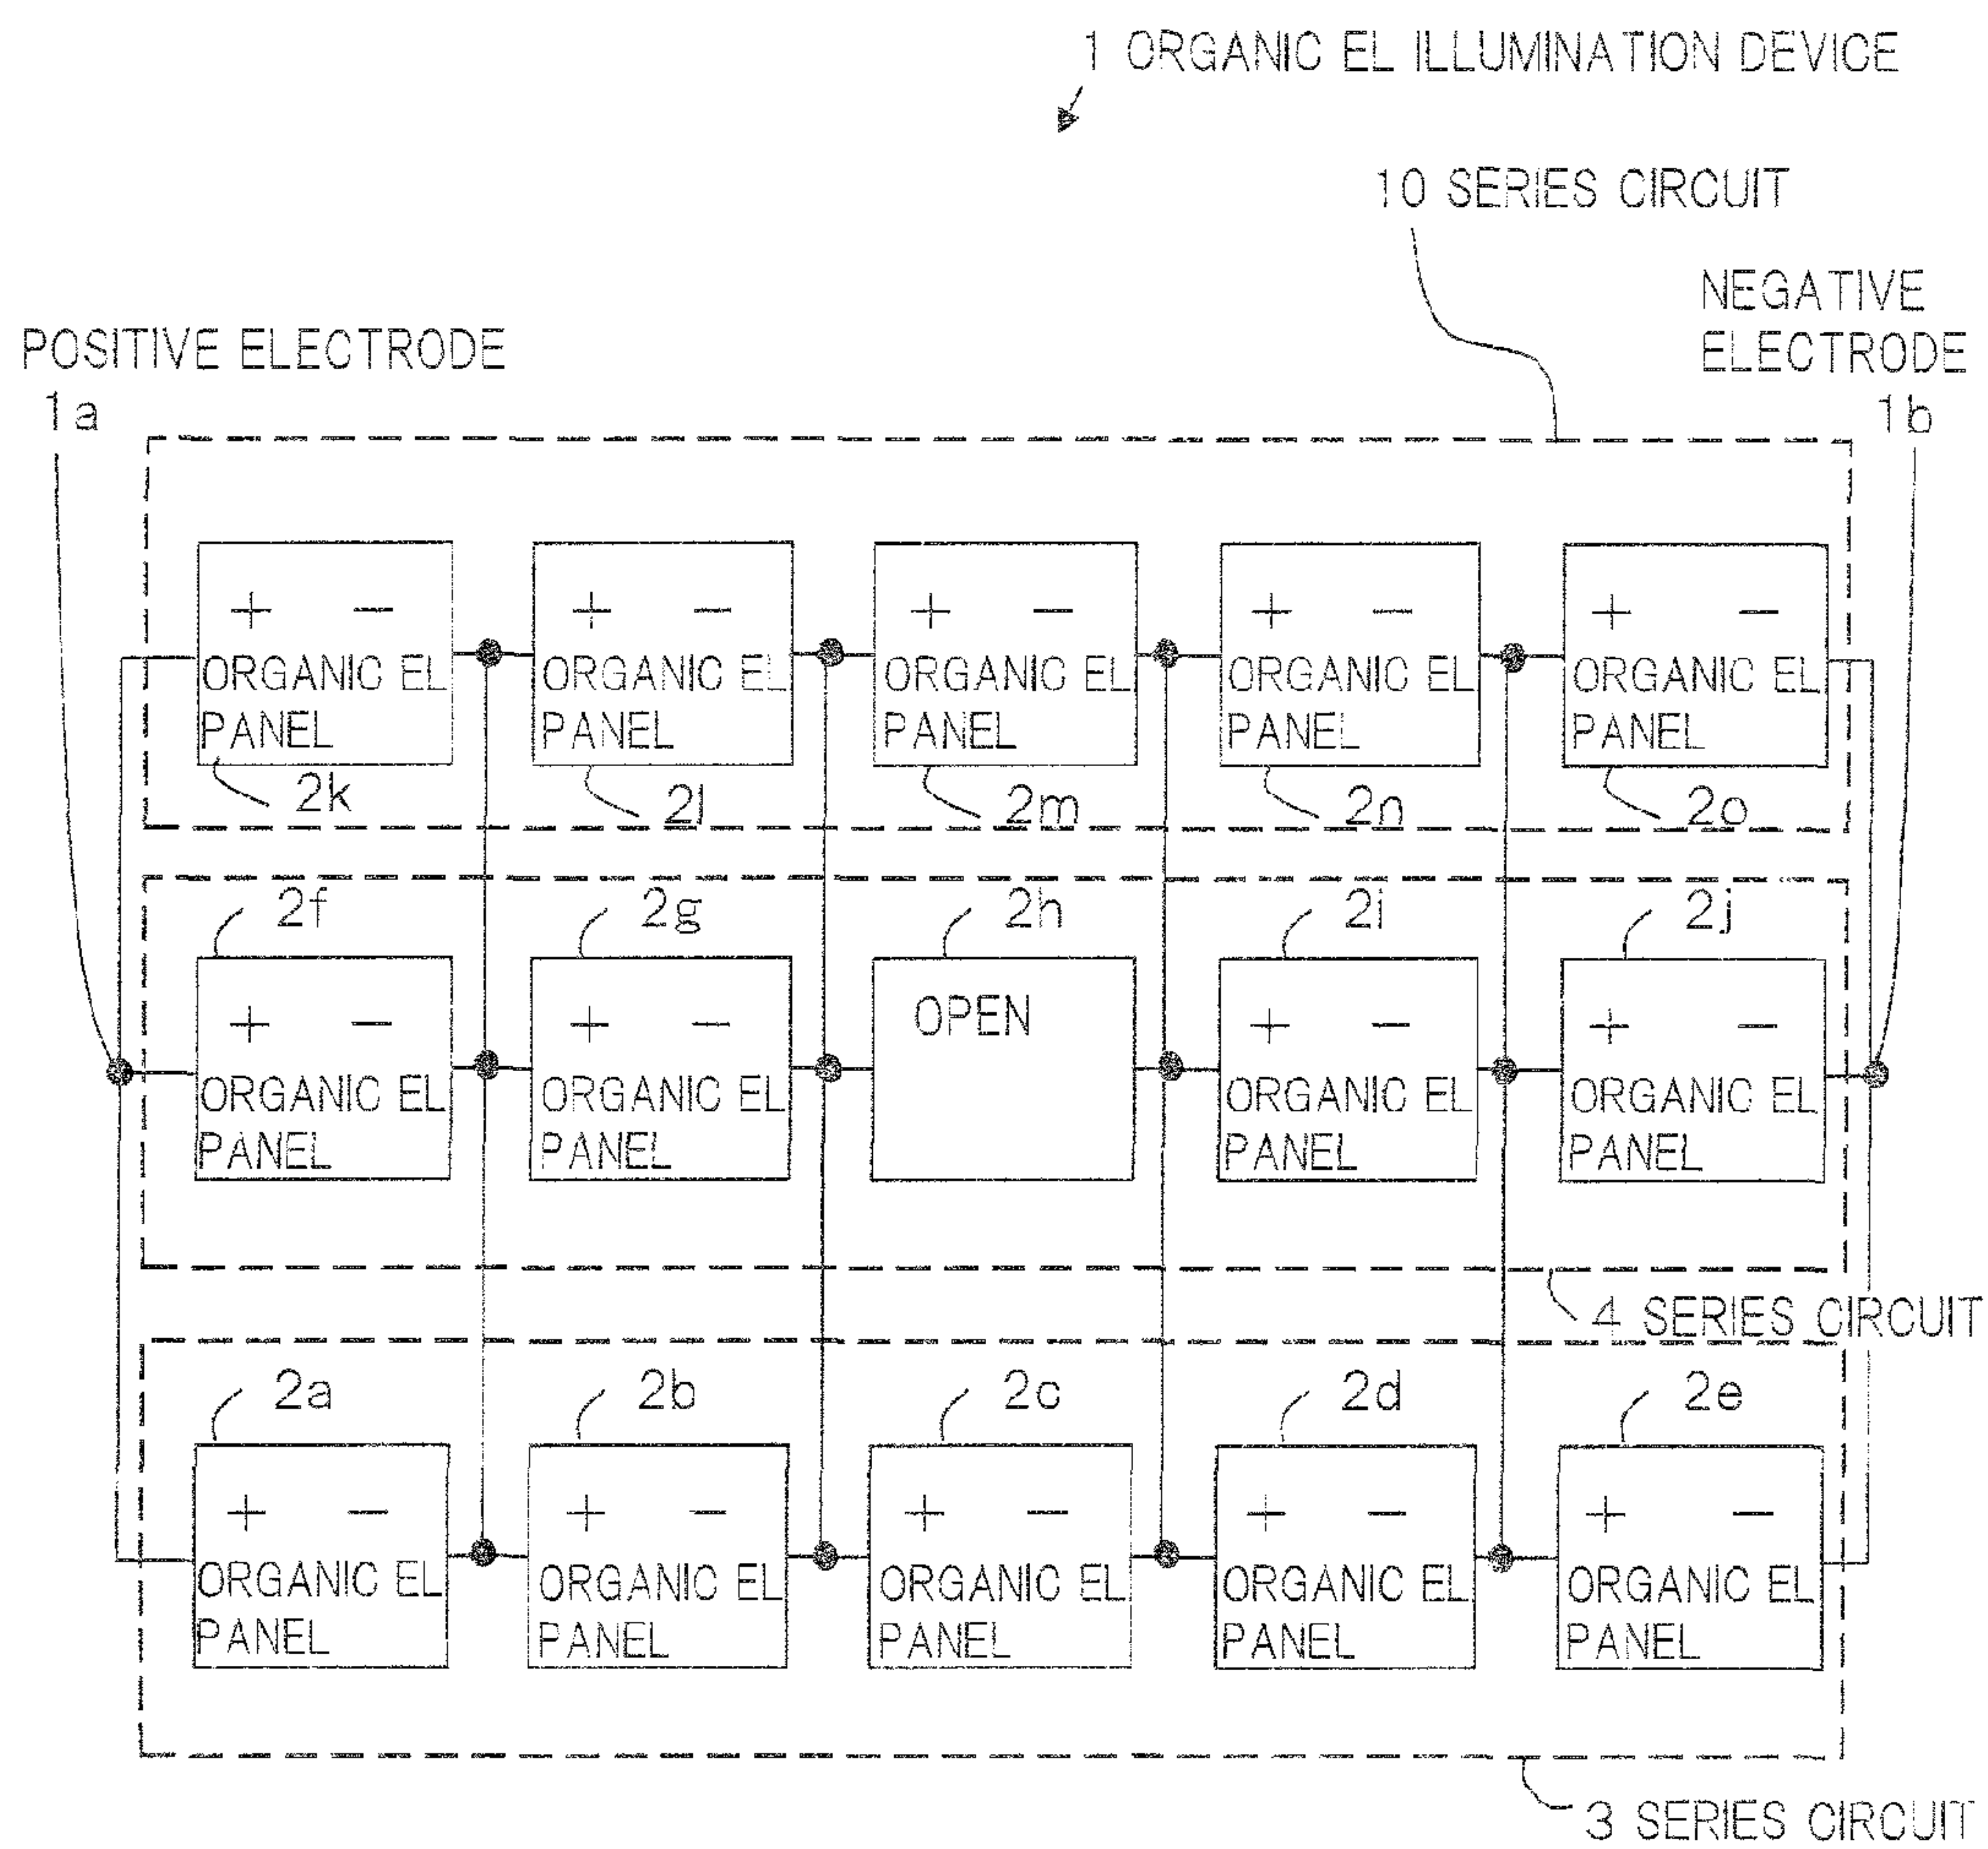 1 ORGANIC EL ILLUMINATION DEVICE
10 SERIES CIRCUIT
NEGATIVE
ELECTRODE
1b
POSITIVE ELECTRODE
1a
+ − + − + − + − + −
ORGANIC EL ORGANIC EL ORGANIC EL ORGANIC EL ORGANIC EL
PANEL PANEL PANEL PANEL PANEL
2k 2l 2m 2n 2o
2f 2g 2h 2i 2j
+ − + − OPEN + − + −
ORGANIC EL ORGANIC EL ORGANIC EL ORGANIC EL
PANEL PANEL PANEL PANEL
4 SERIES CIRCUIT
2a 2b 2c 2d 2e
+ − + − + − + − + −
ORGANIC EL ORGANIC EL ORGANIC EL ORGANIC EL ORGANIC EL
PANEL PANEL PANEL PANEL PANEL
3 SERIES CIRCUIT